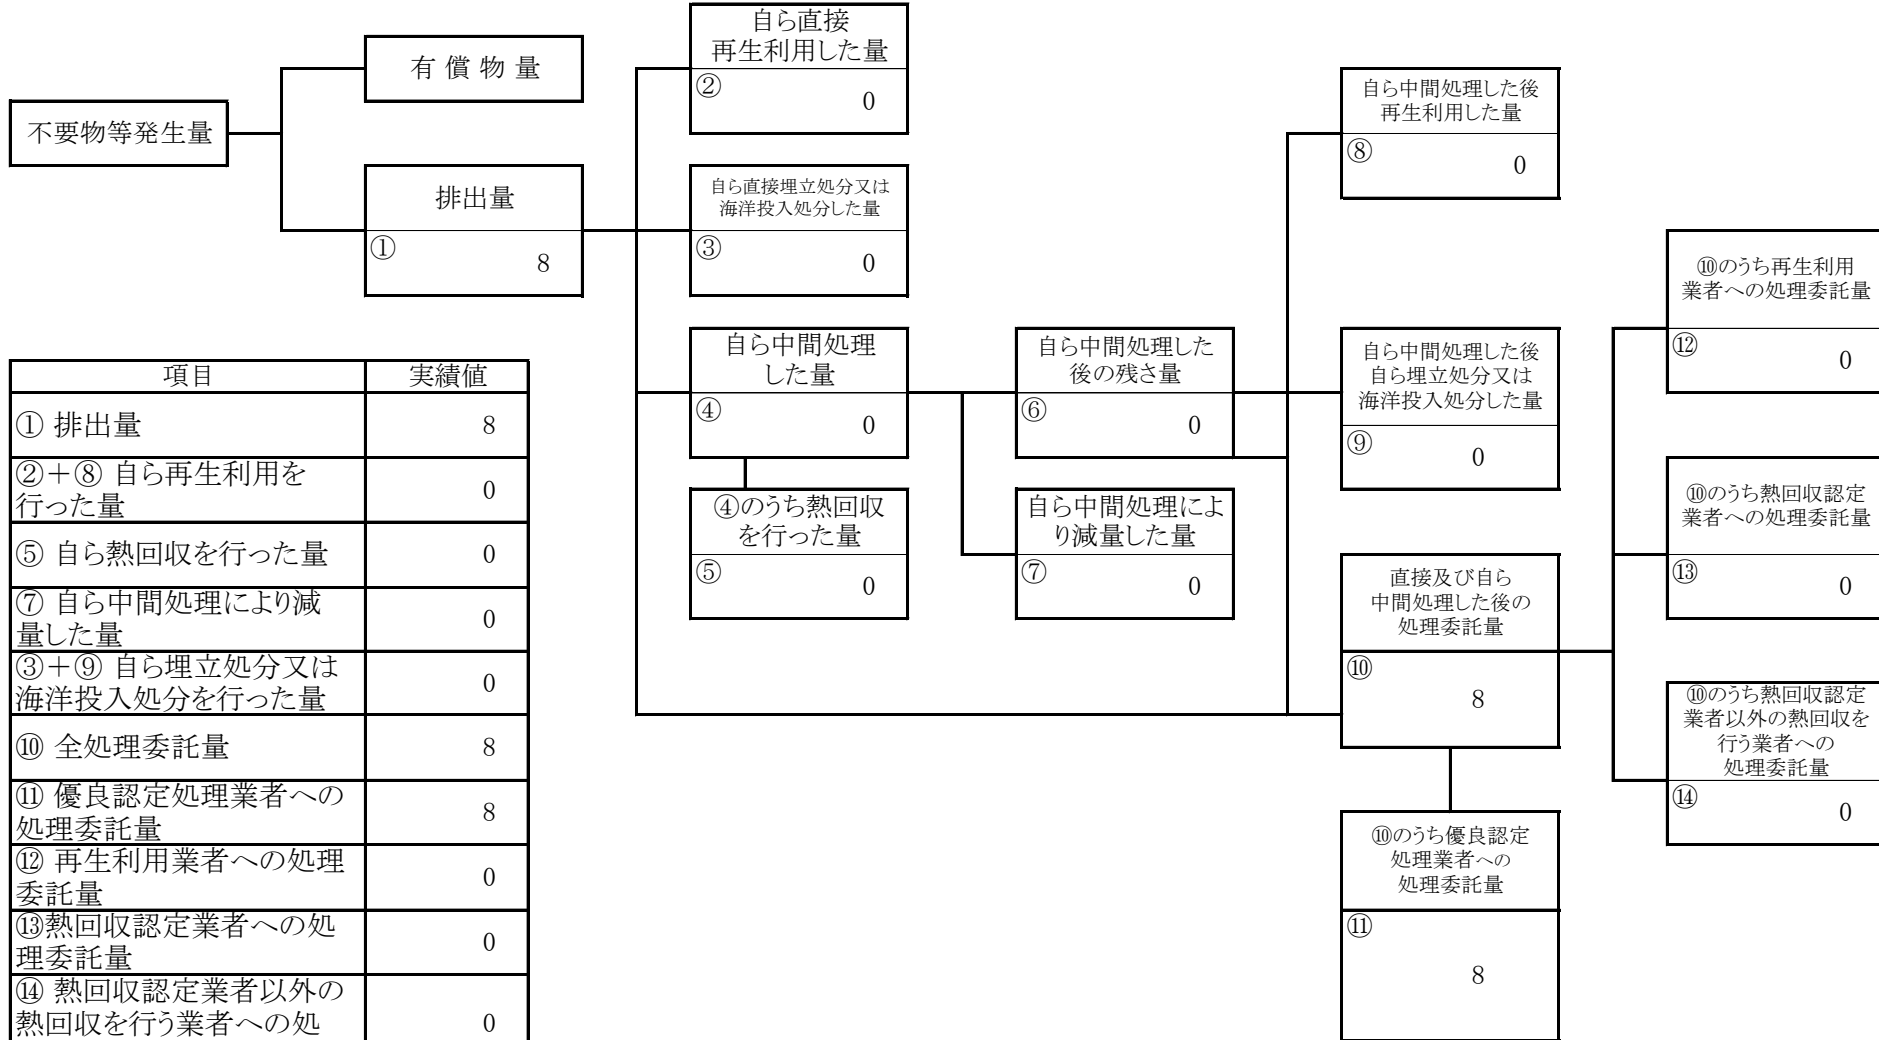 不要物等発生量
有 償 物 量
排出量
①
8
自ら直接
再生利用した量
②
0
自ら直接埋立処分又は
海洋投入処分した量
③
0
自ら中間処理
した量
④
0
④のうち熱回収
を行った量
⑤
0
自ら中間処理した
後の残さ量
⑥
0
自ら中間処理によ
り減量した量
⑦
0
自ら中間処理した後
再生利用した量
⑧
0
自ら中間処理した後
自ら埋立処分又は
海洋投入処分した量
⑨
0
直接及び自ら
中間処理した後の
処理委託量
⑩
8
⑩のうち優良認定
処理業者への
処理委託量
⑪
8
⑩のうち再生利用
業者への処理委託量
⑫
0
⑩のうち熱回収認定
業者への処理委託量
⑬
0
⑩のうち熱回収認定
業者以外の熱回収を
行う業者への
処理委託量
⑭
0
項目 実績値
① 排出量 8
②＋⑧ 自ら再生利用を
行った量 0
⑤ 自ら熱回収を行った量 0
⑦ 自ら中間処理により減
量した量 0
③＋⑨ 自ら埋立処分又は
海洋投入処分を行った量 0
⑩ 全処理委託量 8
⑪ 優良認定処理業者への
処理委託量 8
⑫ 再生利用業者への処理
委託量 0
⑬熱回収認定業者への処
理委託量 0
⑭ 熱回収認定業者以外の
熱回収を行う業者への処 0